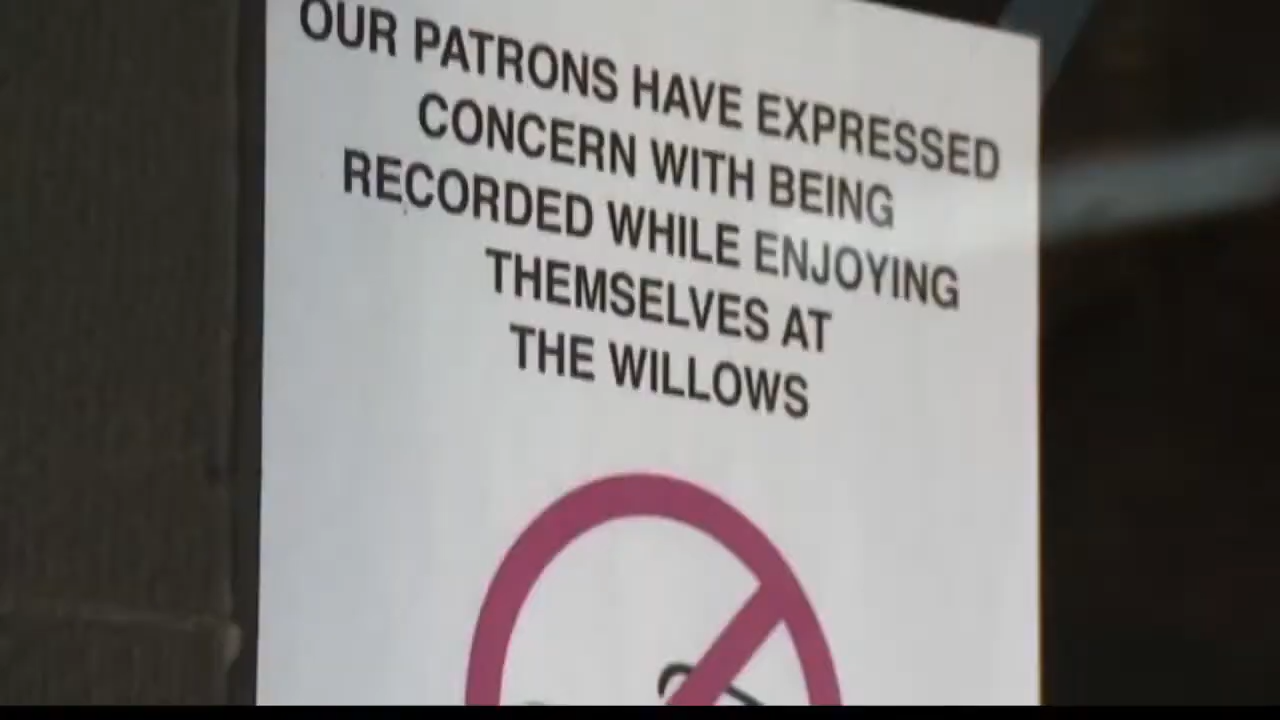 OUR PATRONS HAVE EXPRESSED
CONCERN WITH BEING
RECORDED WHILE ENJOYING
THEMSELVES AT
THE WILLOWS